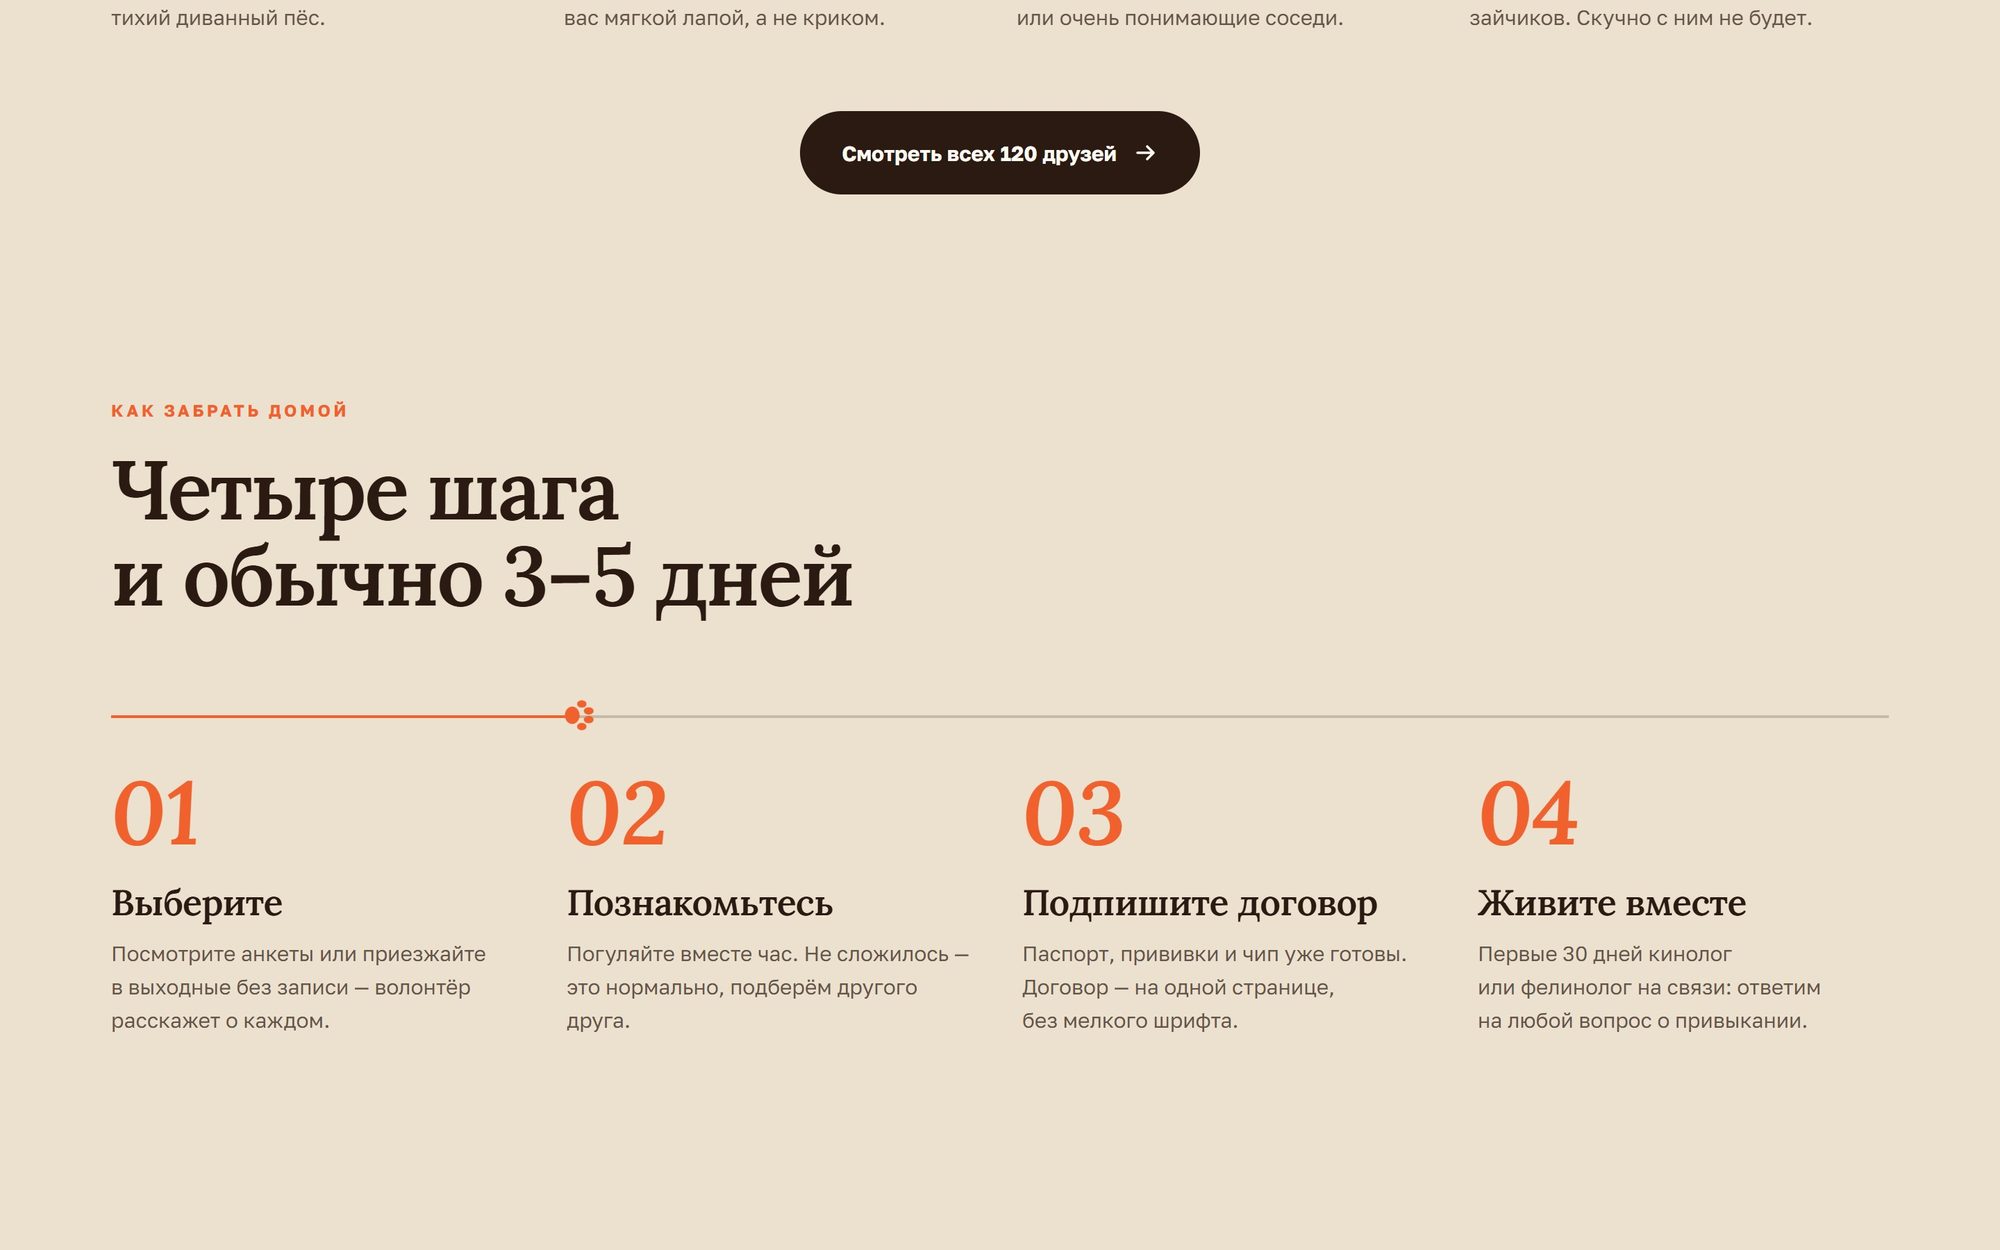 тихий диванный пёс.
вас мягкой лапой, а не криком.
или очень понимающие соседи.
зайчиков. Скучно с ним не будет.
Смотреть всех 120 друзей →
КАК ЗАБРАТЬ ДОМОЙ
Четыре шага
и обычно 3–5 дней
01
Выберите
Посмотрите анкеты или приезжайте
в выходные без записи — волонтёр
расскажет о каждом.
02
Познакомьтесь
Погуляйте вместе час. Не сложилось —
это нормально, подберём другого
друга.
03
Подпишите договор
Паспорт, прививки и чип уже готовы.
Договор — на одной странице,
без мелкого шрифта.
04
Живите вместе
Первые 30 дней кинолог
или фелинолог на связи: ответим
на любой вопрос о привыкании.